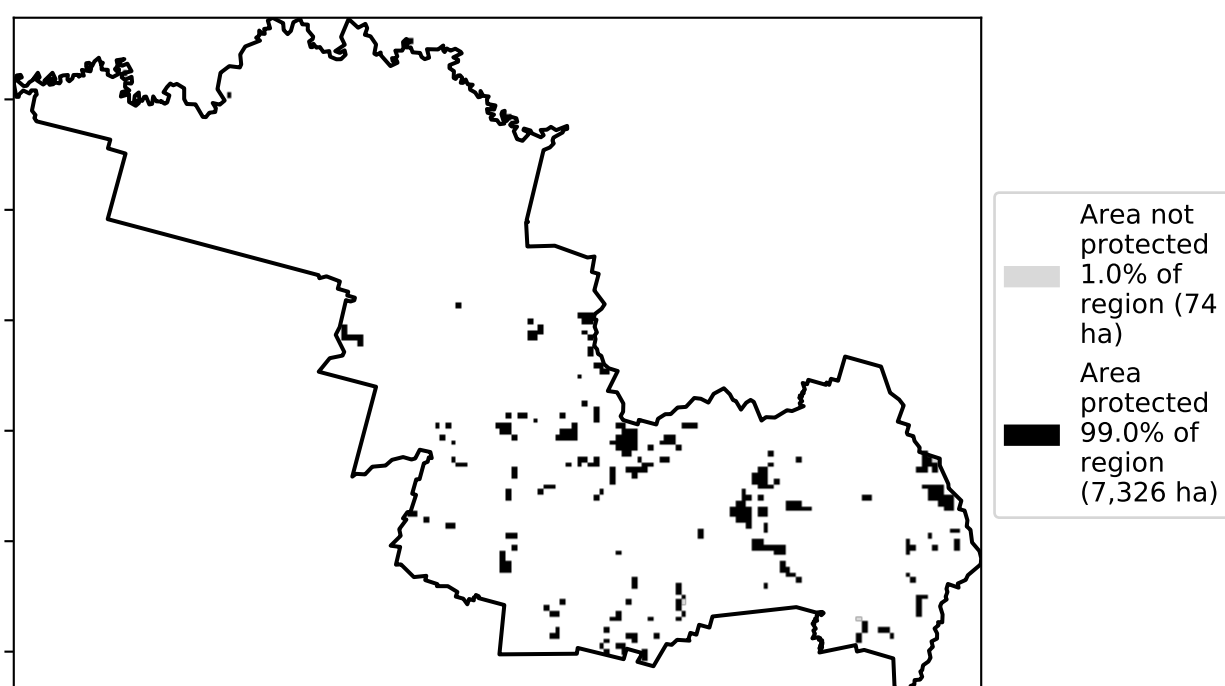 Area not
protected
1.0% of
region (74
ha)
Area
protected
99.0% of
region
(7,326 ha)